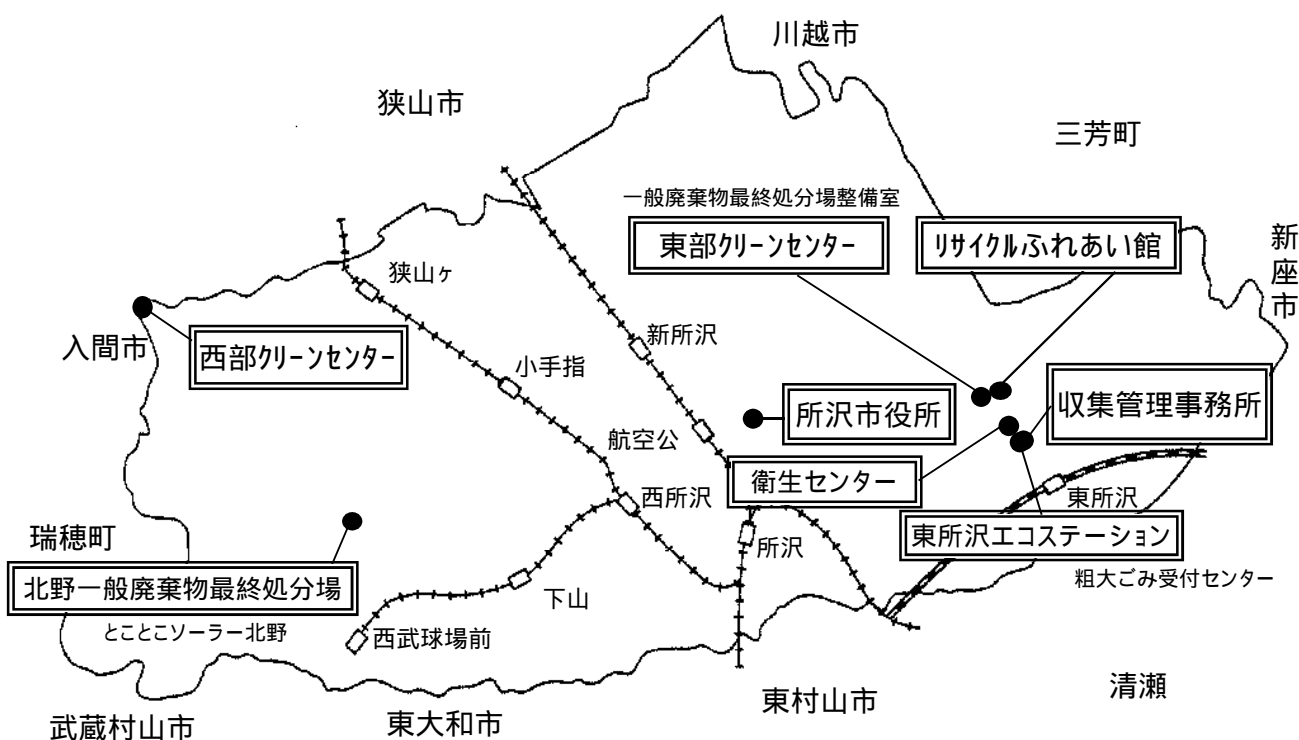 川越市
狭山市
三芳町
一般廃棄物最終処分場整備室
東部クリーンセンター
リサイクルふれあい館
新座市
狭山ヶ
入間市
西部クリーンセンター
新所沢
小手指
所沢市役所
収集管理事務所
航空公
衛生センター
西所沢
東所沢
瑞穂町
所沢
東所沢エコステーション
北野一般廃棄物最終処分場
下山
粗大ごみ受付センター
とことこソーラー北野
西武球場前
武蔵村山市
東大和市
東村山市
清瀬